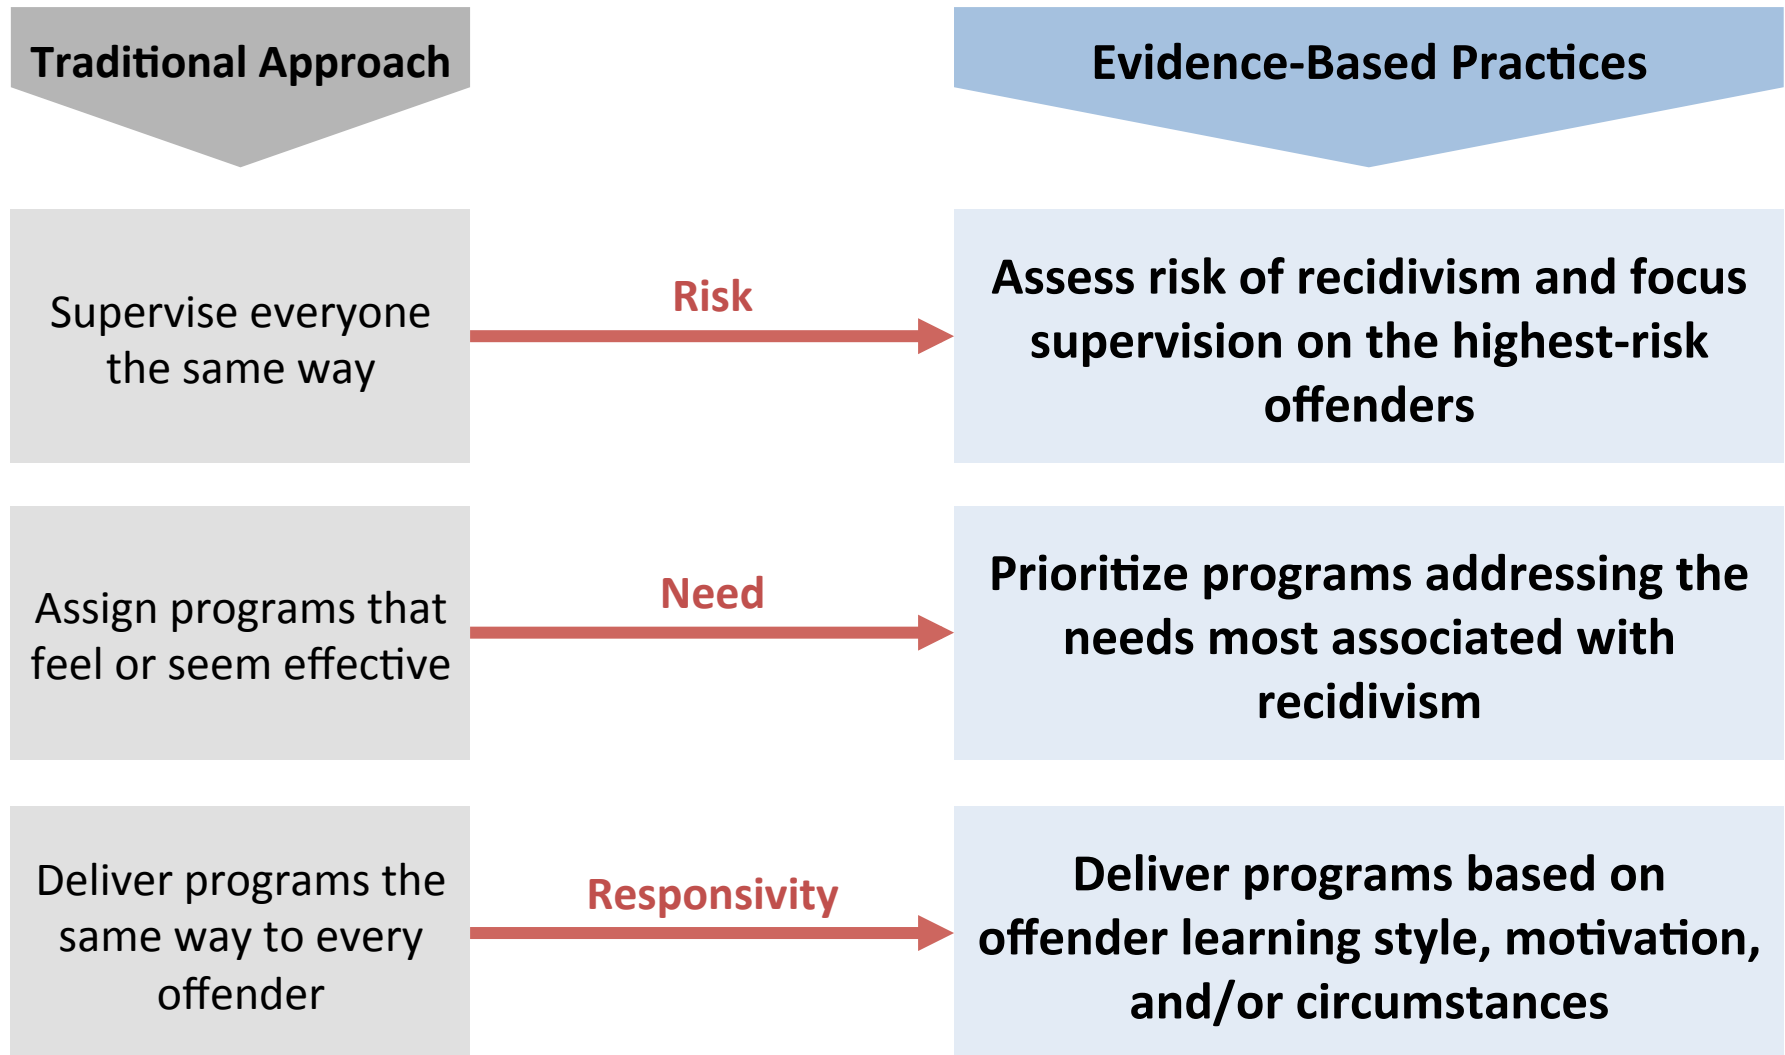 Traditional Approach
Evidence-Based Practices
Supervise everyone
the same way
Risk
Assess risk of recidivism and focus
supervision on the highest-risk
offenders
Assign programs that
feel or seem effective
Need
Prioritize programs addressing the
needs most associated with
recidivism
Deliver programs the
same way to every
offender
Responsivity
Deliver programs based on
offender learning style, motivation,
and/or circumstances